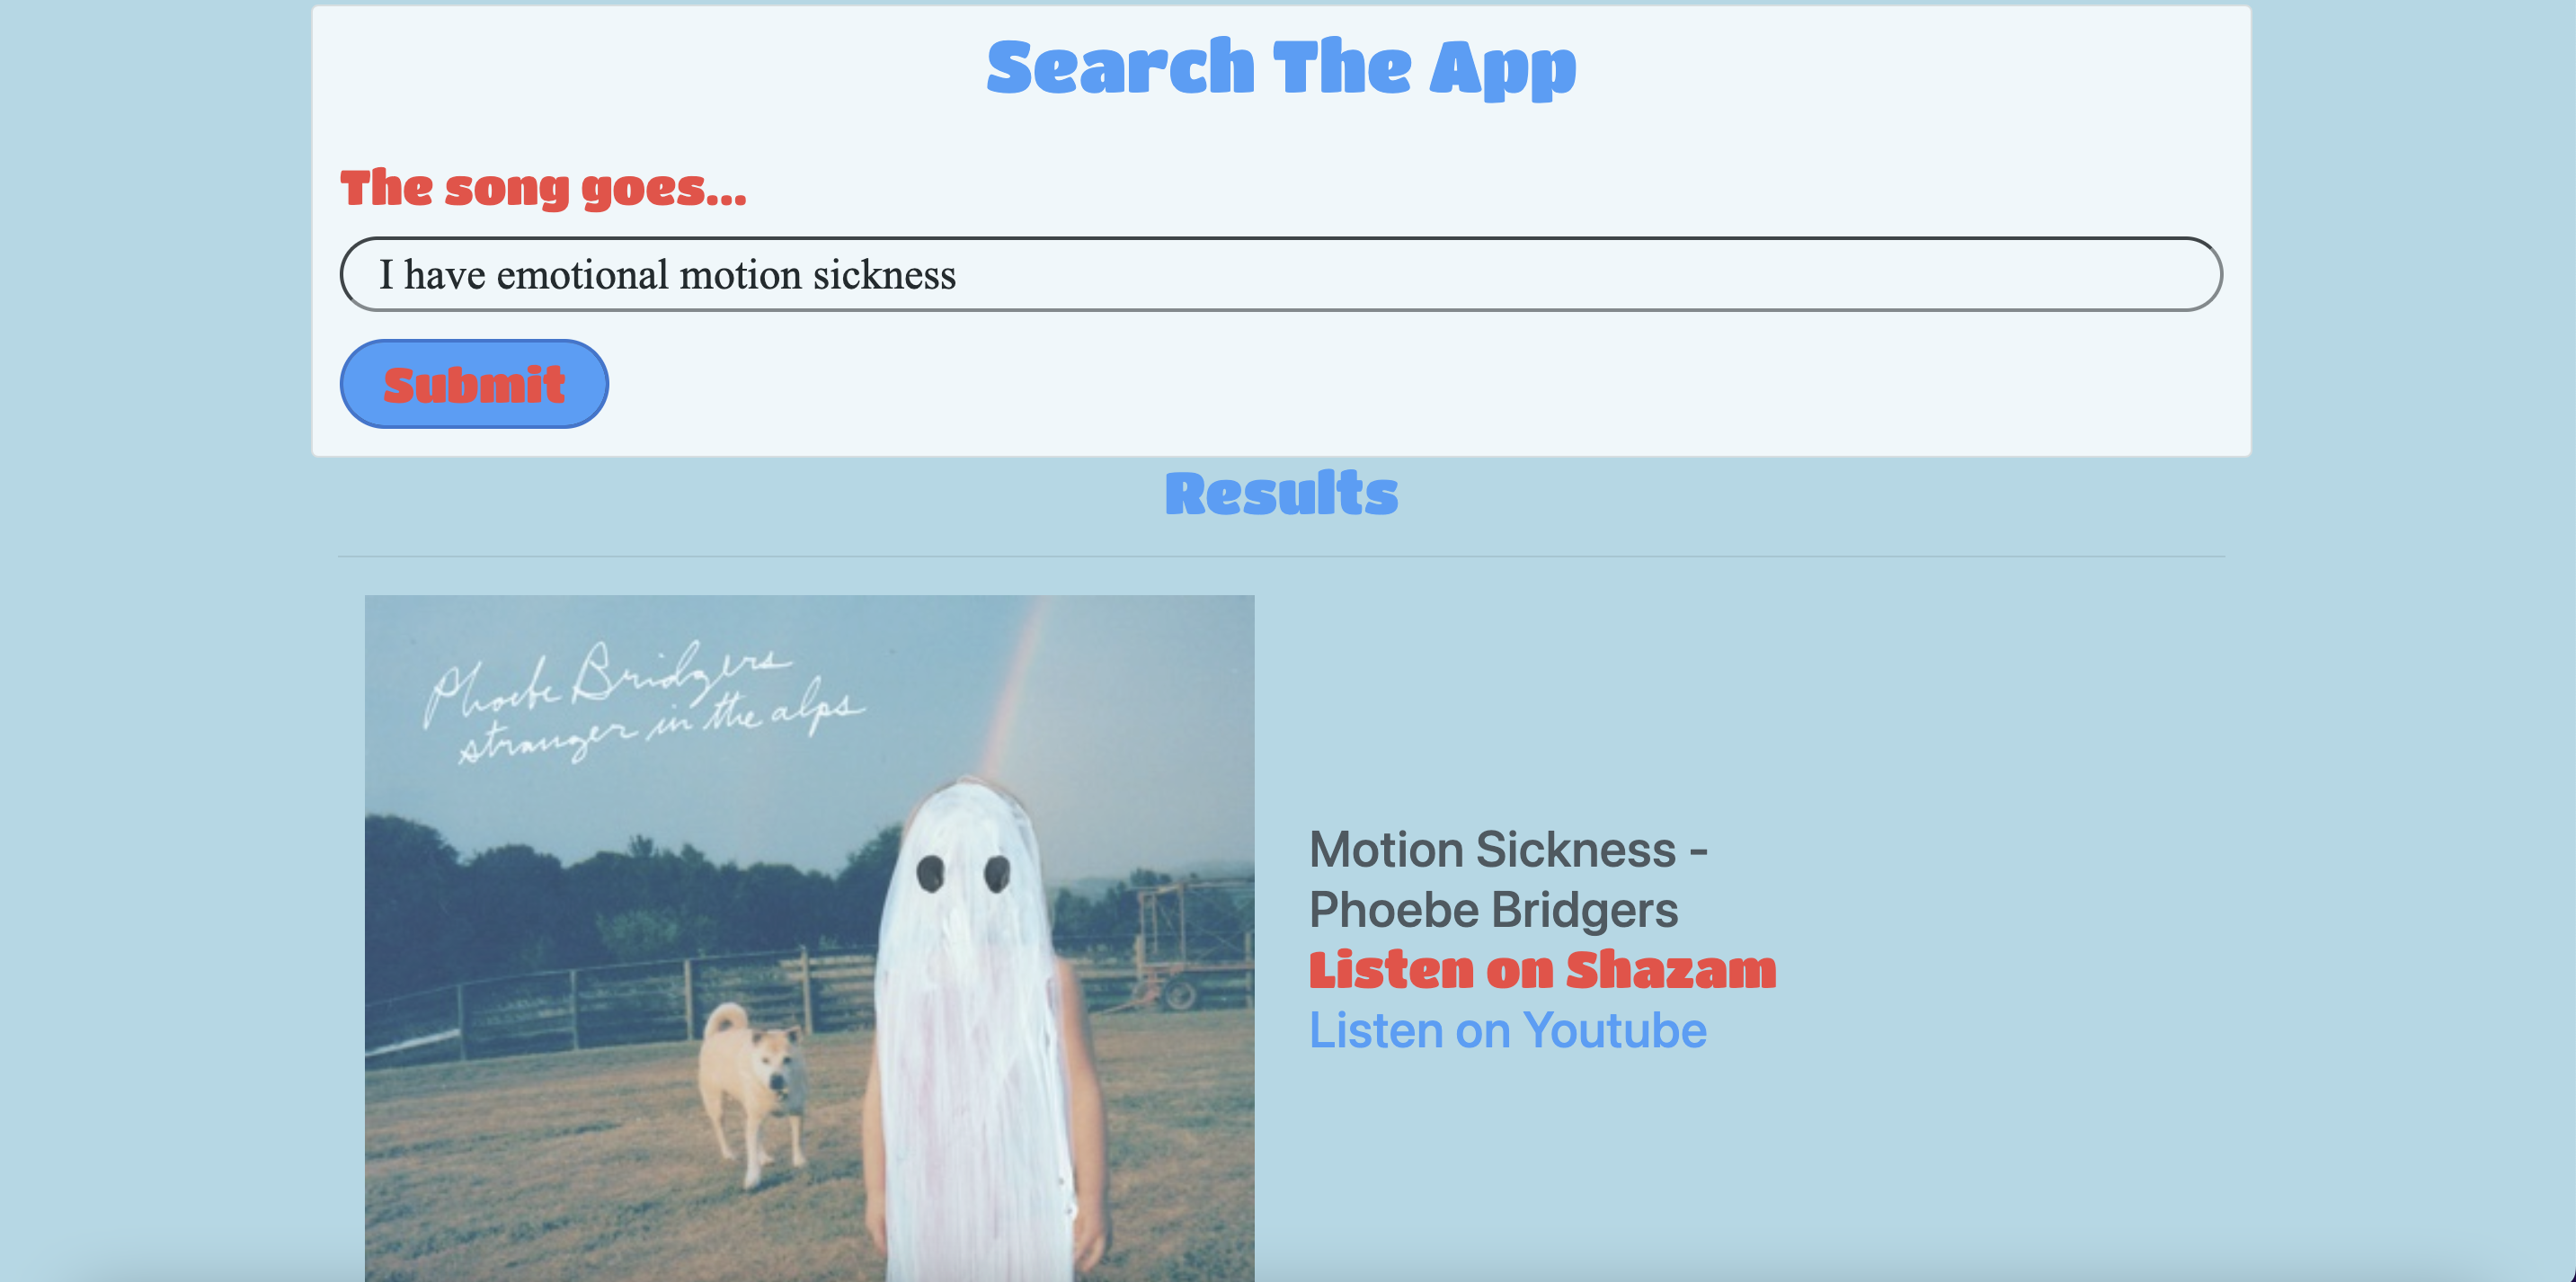 Search The App
The song goes...
I have emotional motion sickness
Submit
Results
Phoebe Bridgers
stranger in the alps
Motion Sickness -
Phoebe Bridgers
Listen on Shazam
Listen on Youtube